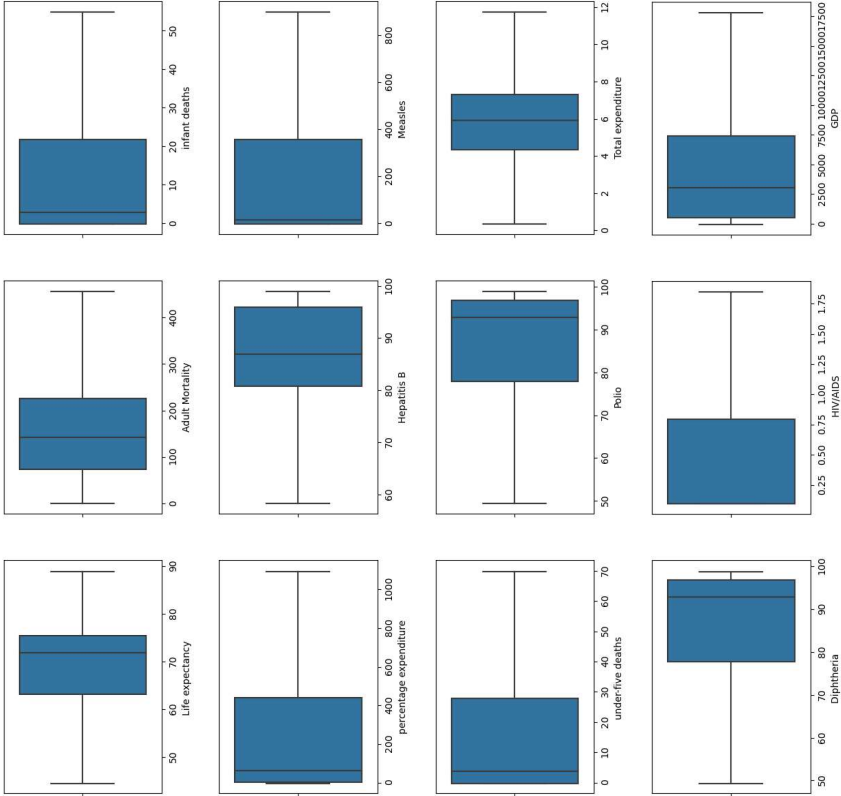 50 60 70 80 90
Life expectancy
0 100 200 300 400
Adult Mortality
0 10 20 30 40 50
infant deaths
0 200 400 600 800 1000
percentage expenditure
60 70 80 90 100
Hepatitis B
0 200 400 600 800
Measles
0 10 20 30 40 50 60 70
under-five deaths
50 60 70 80 90 100
Polio
0 2 4 6 8 10 12
Total expenditure
50 60 70 80 90 100
Diphtheria
0.25 0.50 0.75 1.00 1.25 1.50 1.75
HIV/AIDS
0 2500 5000 7500 10000 12500 15000 17500
GDP